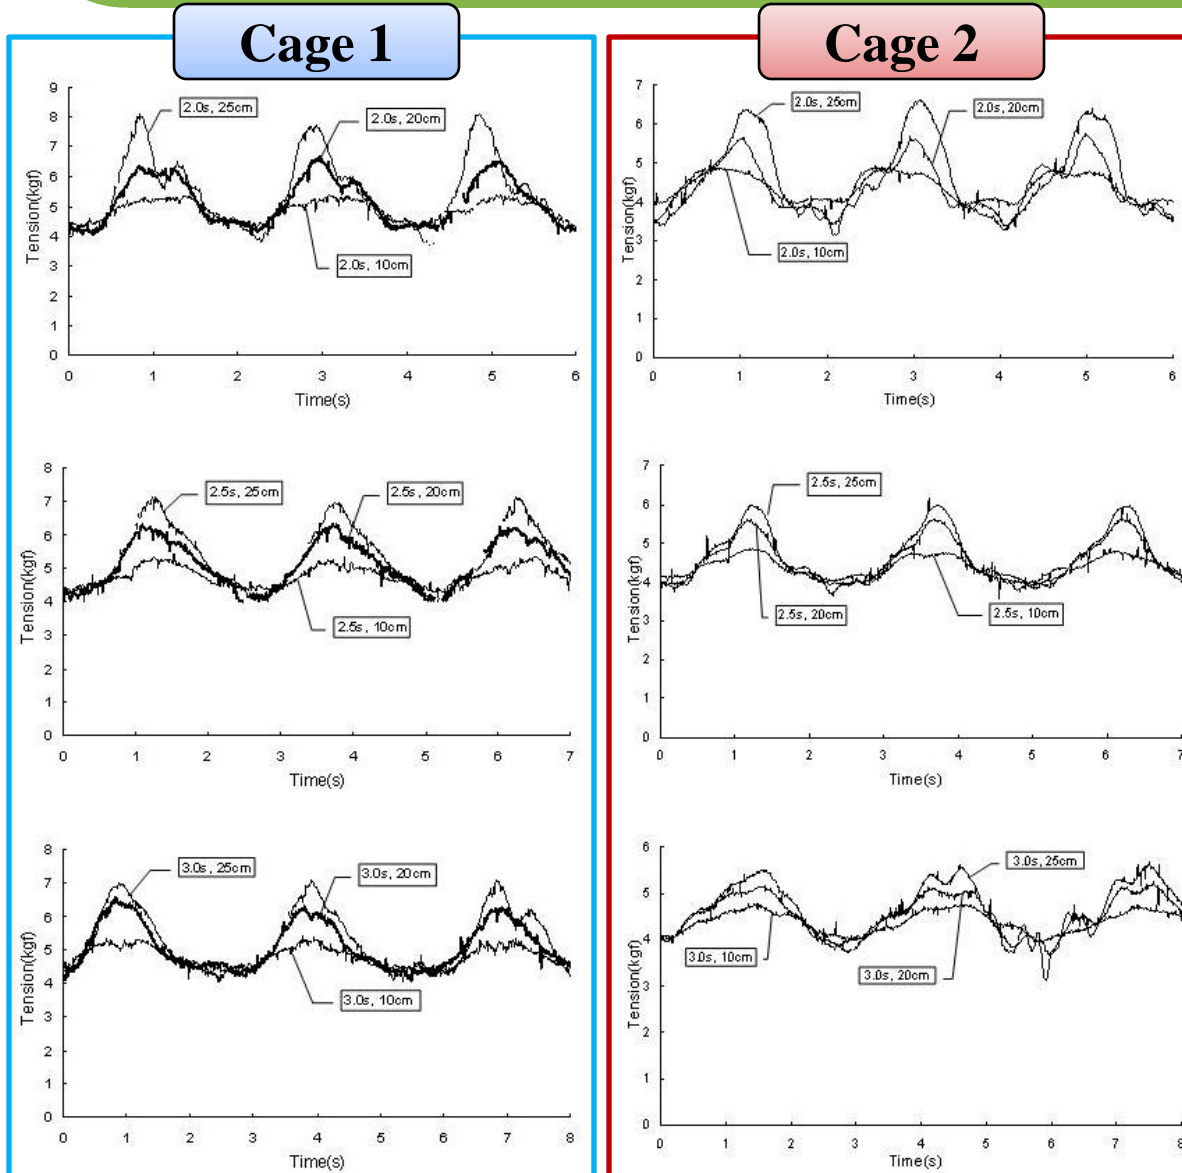 Cage 1
9
8
7
6
5
4
3
2
1
0
Tension(kgf)
2.0s, 25cm
2.0s, 20cm
2.0s, 10cm
0 1 2 3 4 5 6
Time(s)
8
7
6
5
4
3
2
1
0
Tension(kgf)
2.5s, 25cm
2.5s, 20cm
2.5s, 10cm
0 1 2 3 4 5 6 7
Time(s)
8
7
6
5
4
3
2
1
0
Tension(kgf)
3.0s, 25cm
3.0s, 20cm
3.0s, 10cm
0 1 2 3 4 5 6 7 8
Time(s)
Cage 2
7
6
5
4
3
2
1
0
Tension(kgf)
2.0s, 25cm
2.0s, 20cm
2.0s, 10cm
0 1 2 3 4 5 6
Time(s)
7
6
5
4
3
2
1
0
Tension(kgf)
2.5s, 25cm
2.5s, 20cm
2.5s, 10cm
0 1 2 3 4 5 6 7
Time(s)
6
5
4
3
2
1
0
Tension(kgf)
3.0s, 25cm
3.0s, 10cm
3.0s, 20cm
0 1 2 3 4 5 6 7 8
Time(s)